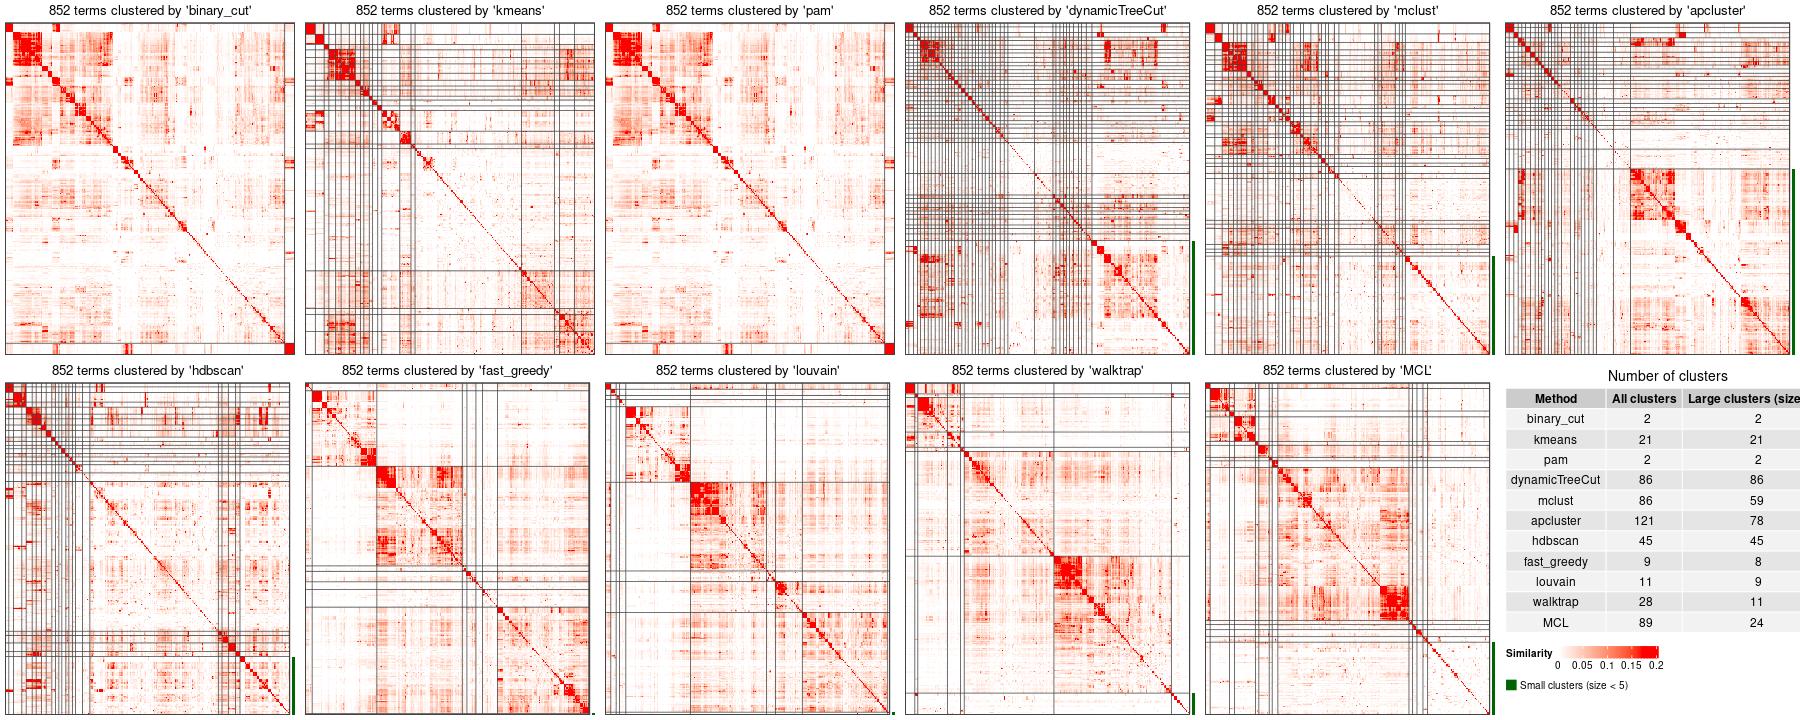 852 terms clustered by 'binary_cut'
852 terms clustered by 'kmeans'
852 terms clustered by 'pam'
852 terms clustered by 'dynamicTreeCut'
852 terms clustered by 'mclust'
852 terms clustered by 'apcluster'
852 terms clustered by 'hdbscan'
852 terms clustered by 'fast_greedy'
852 terms clustered by 'louvain'
852 terms clustered by 'walktrap'
852 terms clustered by 'MCL'
Number of clusters
Method All clusters Large clusters (size
binary_cut 2 2
kmeans 21 21
pam 2 2
dynamicTreeCut 86 86
mclust 86 59
apcluster 121 78
hdbscan 45 45
fast_greedy 9 8
louvain 11 9
walktrap 28 11
MCL 89 24
Similarity
0 0.05 0.1 0.15 0.2
Small clusters (size < 5)